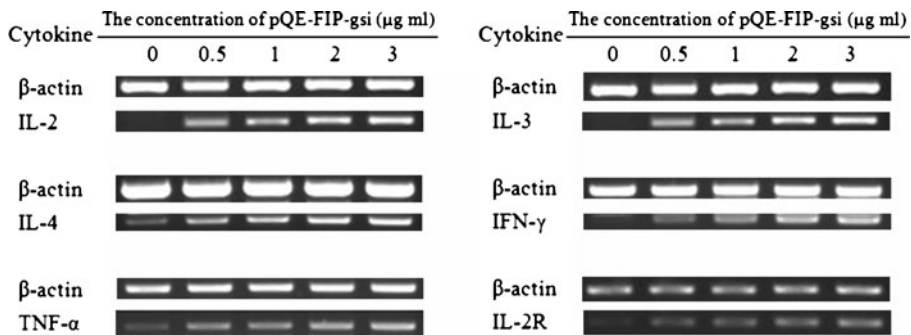 Cytokine The concentration of pQE-FIP-gsi (μg ml)
0 0.5 1 2 3
β-actin
IL-2
β-actin
IL-4
β-actin
TNF-α
Cytokine The concentration of pQE-FIP-gsi (μg ml)
0 0.5 1 2 3
β-actin
IL-3
β-actin
IFN-γ
β-actin
IL-2R